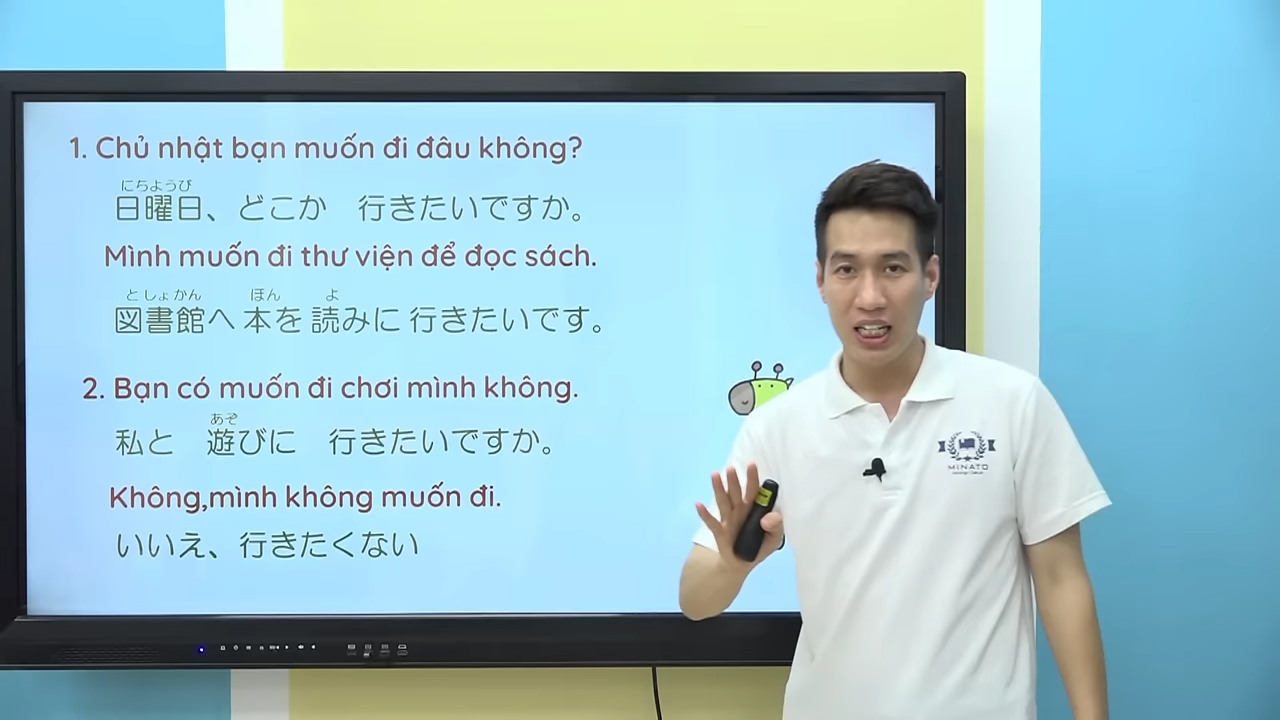 1. Chủ nhật bạn muốn đi đâu không?
にちようび
日曜日、どこか 行きたいですか。
Mình muốn đi thư viện để đọc sách.
としょかん ほん よ
図書館へ 本を 読みに 行きたいです。
2. Bạn có muốn đi chơi mình không.
あそ
私と 遊びに 行きたいですか。
Không,mình không muốn đi.
いいえ、行きたくない
MINATO